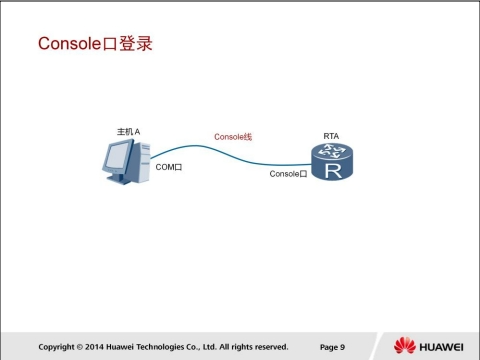 Console口登录
主机 A
Console线
RTA
COM口
Console口
R
Copyright © 2014 Huawei Technologies Co., Ltd. All rights reserved.
Page 9
HUAWEI